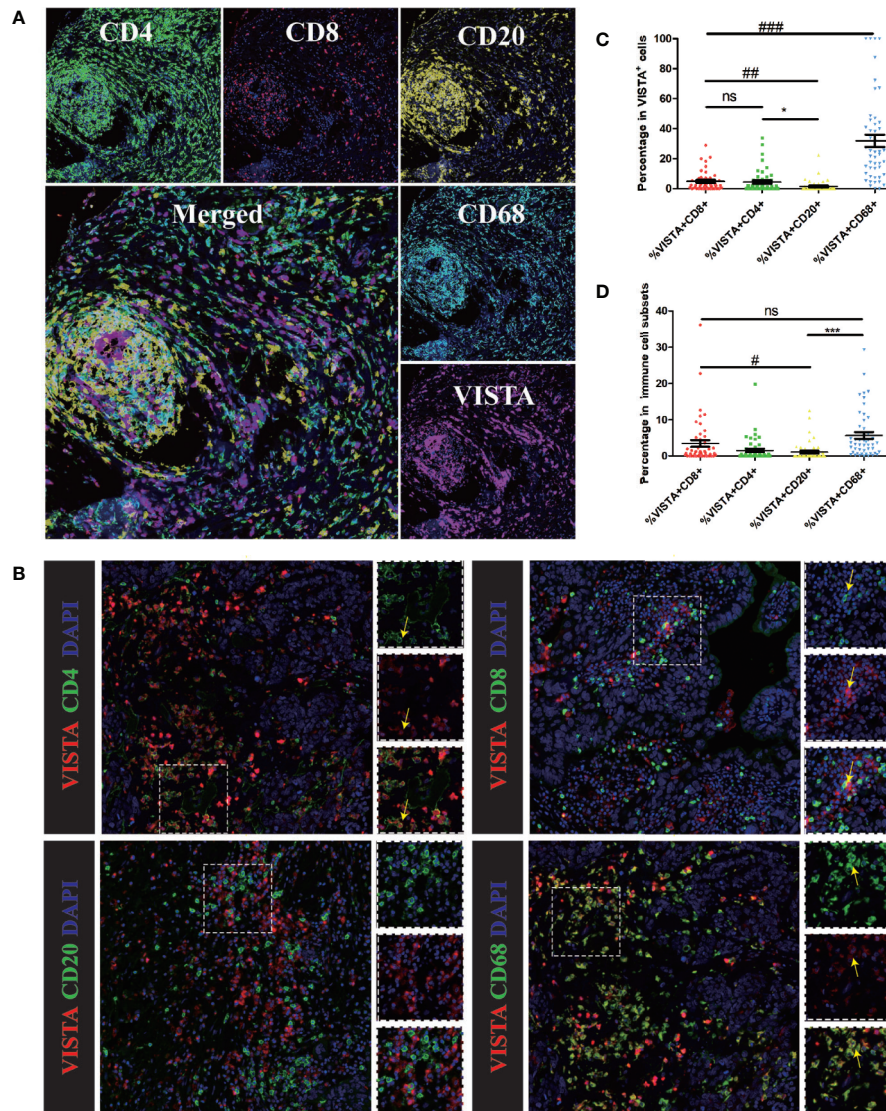 A
CD4
CD8
CD20
Merged
CD68
VISTA
C
Percentage in VISTA+ cells
100
80
60
40
20
0
###
##
ns
*
%VISTA+CD8+
%VISTA+CD4+
%VISTA+CD20+
%VISTA+CD68+
D
Percentage in immune cell subsets
40
30
20
10
0
ns
***
#
%VISTA+CD8+
%VISTA+CD4+
%VISTA+CD20+
%VISTA+CD68+
B
VISTA CD4 DAPI
VISTA CD8 DAPI
VISTA CD20 DAPI
VISTA CD68 DAPI